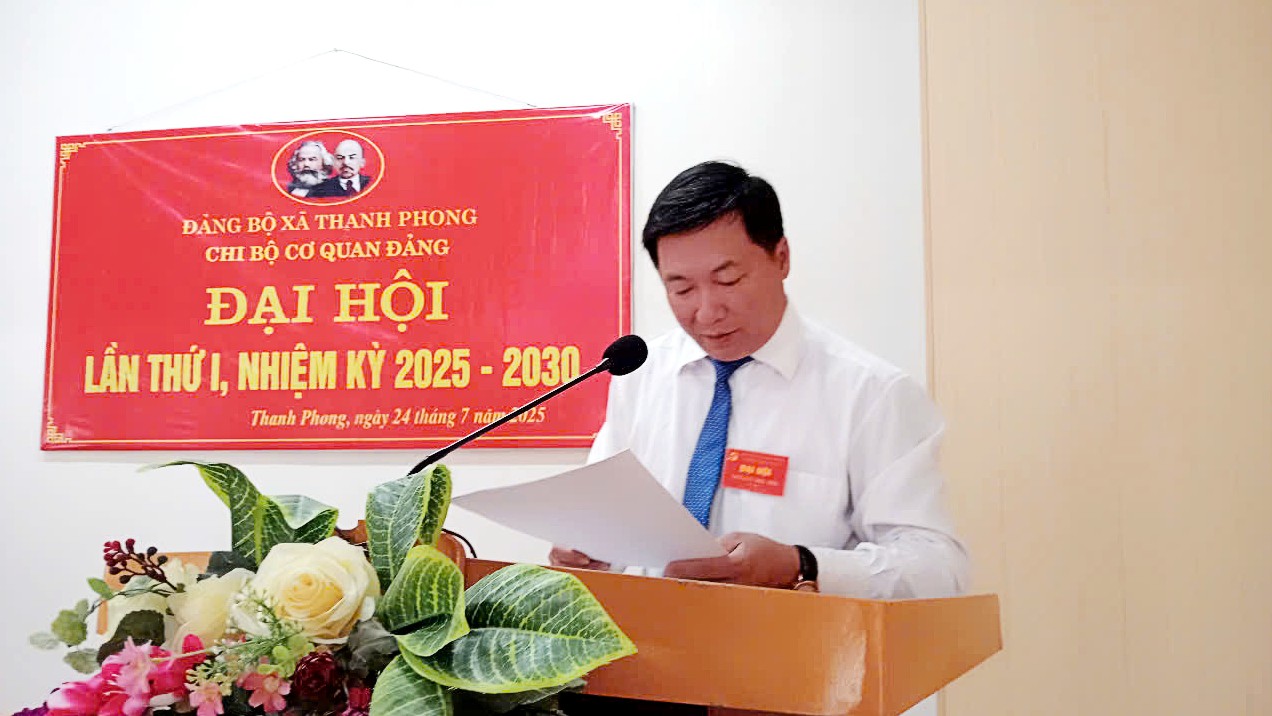 ĐẢNG BỘ XÃ THANH PHONG
CHI BỘ CƠ QUAN ĐẢNG
ĐẠI HỘI
LẦN THỨ I, NHIỆM KỲ 2025 - 2030
Thanh Phong, ngày 24 tháng 7 năm 2025
ĐẠI HỘI